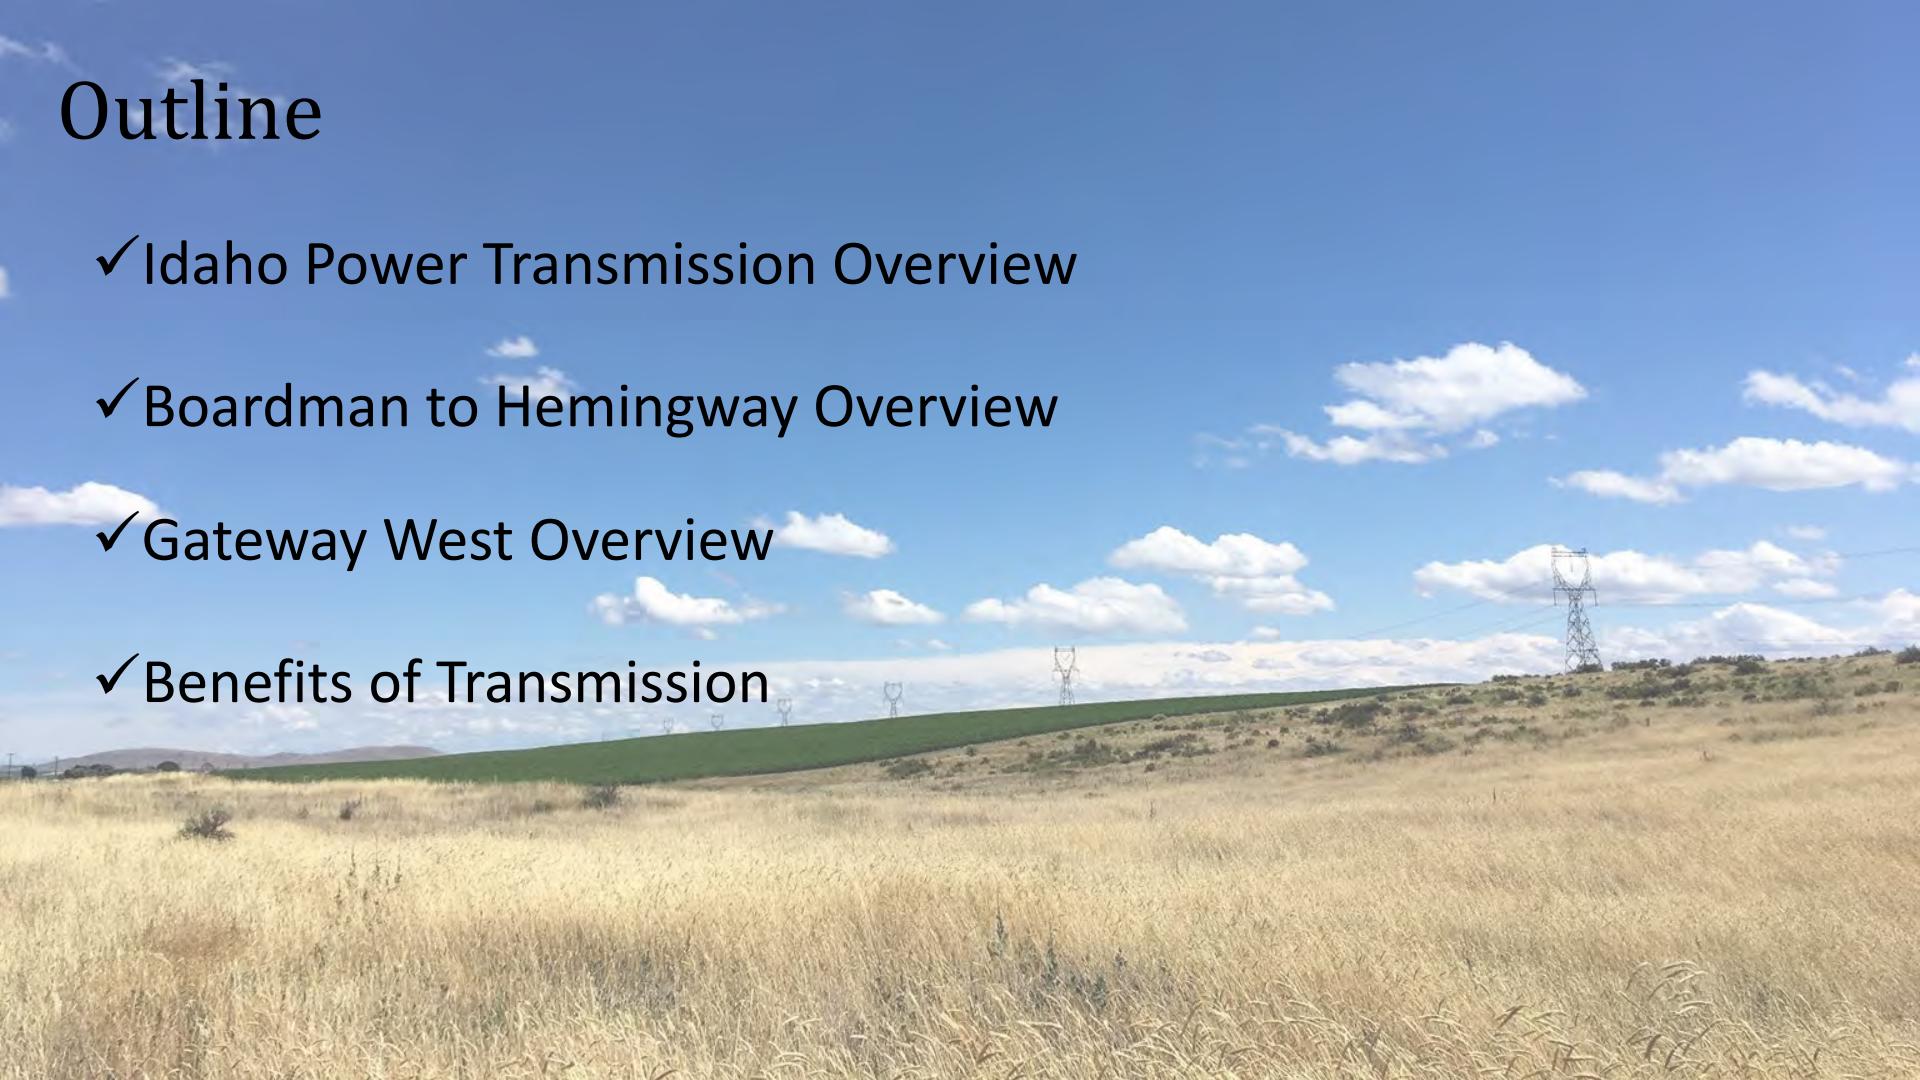 Outline
✓Idaho Power Transmission Overview
✓Boardman to Hemingway Overview
✓Gateway West Overview
✓Benefits of Transmission